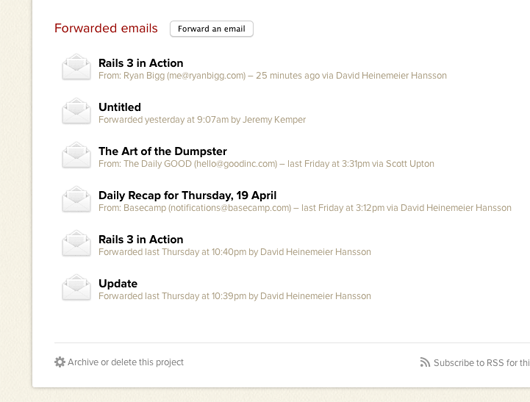 Forwarded emails
Forward an email
Rails 3 in Action
From: Ryan Bigg (me@ryanbigg.com) – 25 minutes ago via David Heinemeier Hansson
Untitled
Forwarded yesterday at 9:07am by Jeremy Kemper
The Art of the Dumpster
From: The Daily GOOD (hello@goodinc.com) – last Friday at 3:31pm via Scott Upton
Daily Recap for Thursday, 19 April
From: Basecamp (notifications@basecamp.com) – last Friday at 3:12pm via David Heinemeier Hansson
Rails 3 in Action
Forwarded last Thursday at 10:40pm by David Heinemeier Hansson
Update
Forwarded last Thursday at 10:39pm by David Heinemeier Hansson
Archive or delete this project
Subscribe to RSS for thi